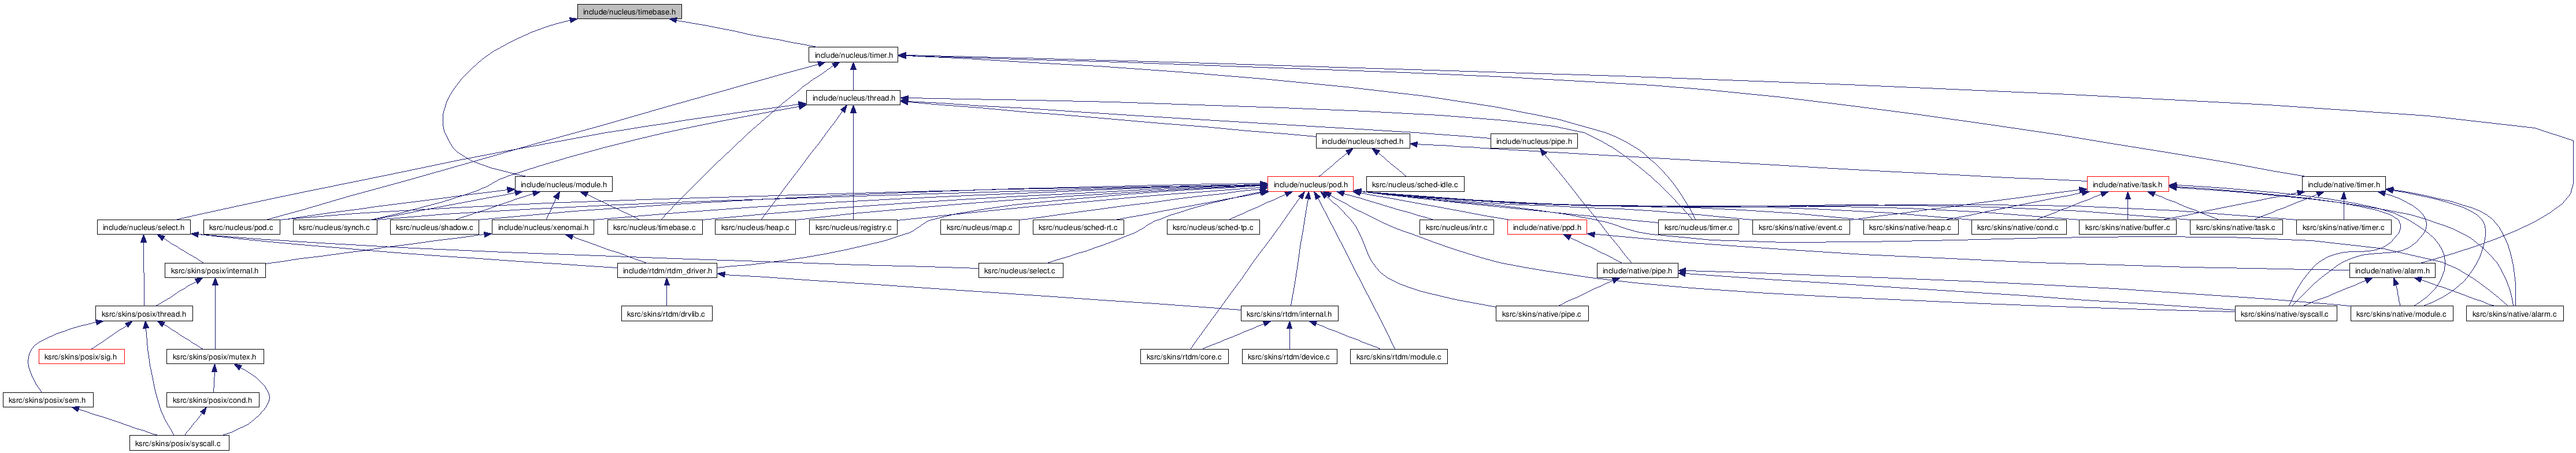 include/nucleus/timebase.h
include/nucleus/timer.h
include/nucleus/thread.h
include/nucleus/sched.h
include/nucleus/pipe.h
include/nucleus/module.h
include/nucleus/pod.h
ksrc/nucleus/sched-idle.c
include/native/task.h
include/native/timer.h
include/nucleus/select.h
ksrc/nucleus/pod.c
ksrc/nucleus/synch.c
ksrc/nucleus/shadow.c
include/nucleus/xenomai.h
ksrc/nucleus/timebase.c
ksrc/nucleus/heap.c
ksrc/nucleus/registry.c
ksrc/nucleus/map.c
ksrc/nucleus/sched-rt.c
ksrc/nucleus/sched-tp.c
ksrc/nucleus/intr.c
include/native/ppd.h
ksrc/nucleus/timer.c
ksrc/skins/native/event.c
ksrc/skins/native/heap.c
ksrc/skins/native/cond.c
ksrc/skins/native/buffer.c
ksrc/skins/native/task.c
ksrc/skins/native/timer.c
ksrc/skins/posix/internal.h
include/rtdm/rtdm_driver.h
ksrc/nucleus/select.c
include/native/pipe.h
include/native/alarm.h
ksrc/skins/posix/thread.h
ksrc/skins/rtdm/drvlib.c
ksrc/skins/rtdm/internal.h
ksrc/skins/native/pipe.c
ksrc/skins/native/syscall.c
ksrc/skins/native/module.c
ksrc/skins/native/alarm.c
ksrc/skins/posix/sig.h
ksrc/skins/posix/mutex.h
ksrc/skins/rtdm/core.c
ksrc/skins/rtdm/device.c
ksrc/skins/rtdm/module.c
ksrc/skins/posix/sem.h
ksrc/skins/posix/cond.h
ksrc/skins/posix/syscall.c